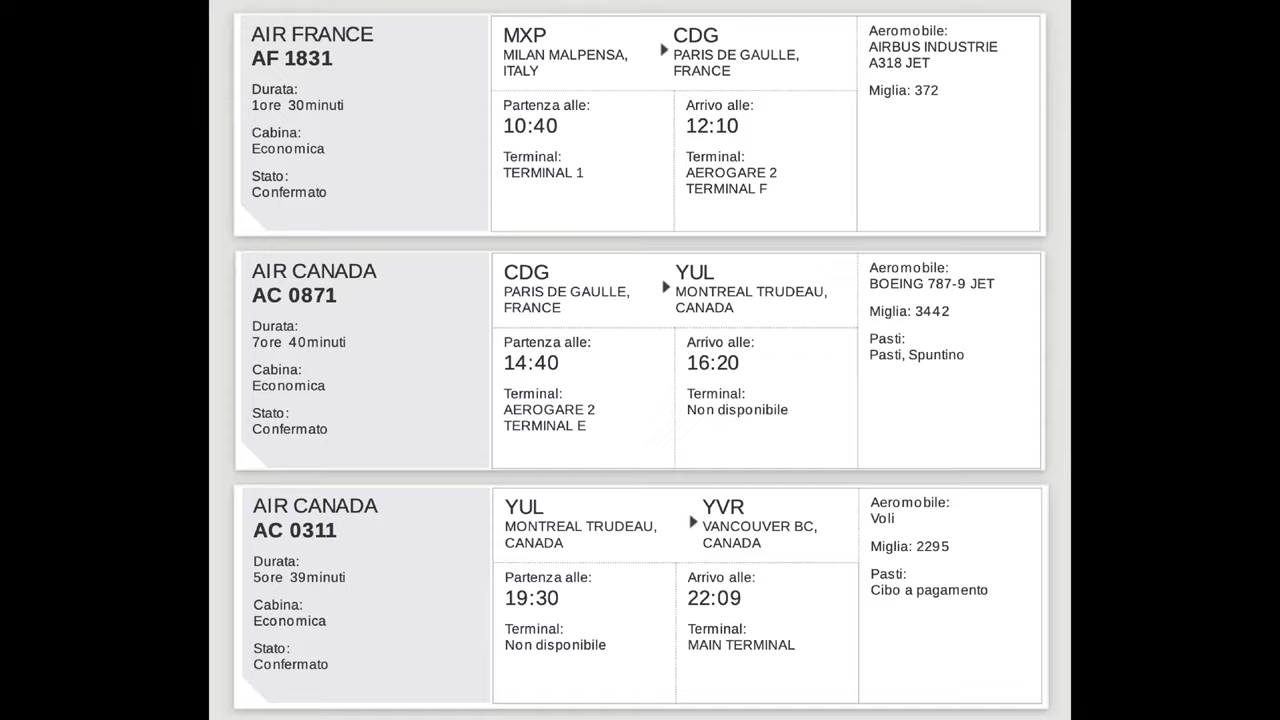 AIR FRANCE
AF 1831
Durata:
1ore 30minuti
Cabina:
Economica
Stato:
Confermato
MXP
MILAN MALPENSA,
ITALY
CDG
PARIS DE GAULLE,
FRANCE
Partenza alle:
10:40
Terminal:
TERMINAL 1
Arrivo alle:
12:10
Terminal:
AEROGARE 2
TERMINAL F
Aeromobile:
AIRBUS INDUSTRIE
A318 JET
Miglia: 372
AIR CANADA
AC 0871
Durata:
7ore 40minuti
Cabina:
Economica
Stato:
Confermato
CDG
PARIS DE GAULLE,
FRANCE
YUL
MONTREAL TRUDEAU,
CANADA
Partenza alle:
14:40
Terminal:
AEROGARE 2
TERMINAL E
Arrivo alle:
16:20
Terminal:
Non disponibile
Aeromobile:
BOEING 787-9 JET
Miglia: 3442
Pasti:
Pasti, Spuntino
AIR CANADA
AC 0311
Durata:
5ore 39minuti
Cabina:
Economica
Stato:
Confermato
YUL
MONTREAL TRUDEAU,
CANADA
YVR
VANCOUVER BC,
CANADA
Partenza alle:
19:30
Terminal:
Non disponibile
Arrivo alle:
22:09
Terminal:
MAIN TERMINAL
Aeromobile:
Voli
Miglia: 2295
Pasti:
Cibo a pagamento